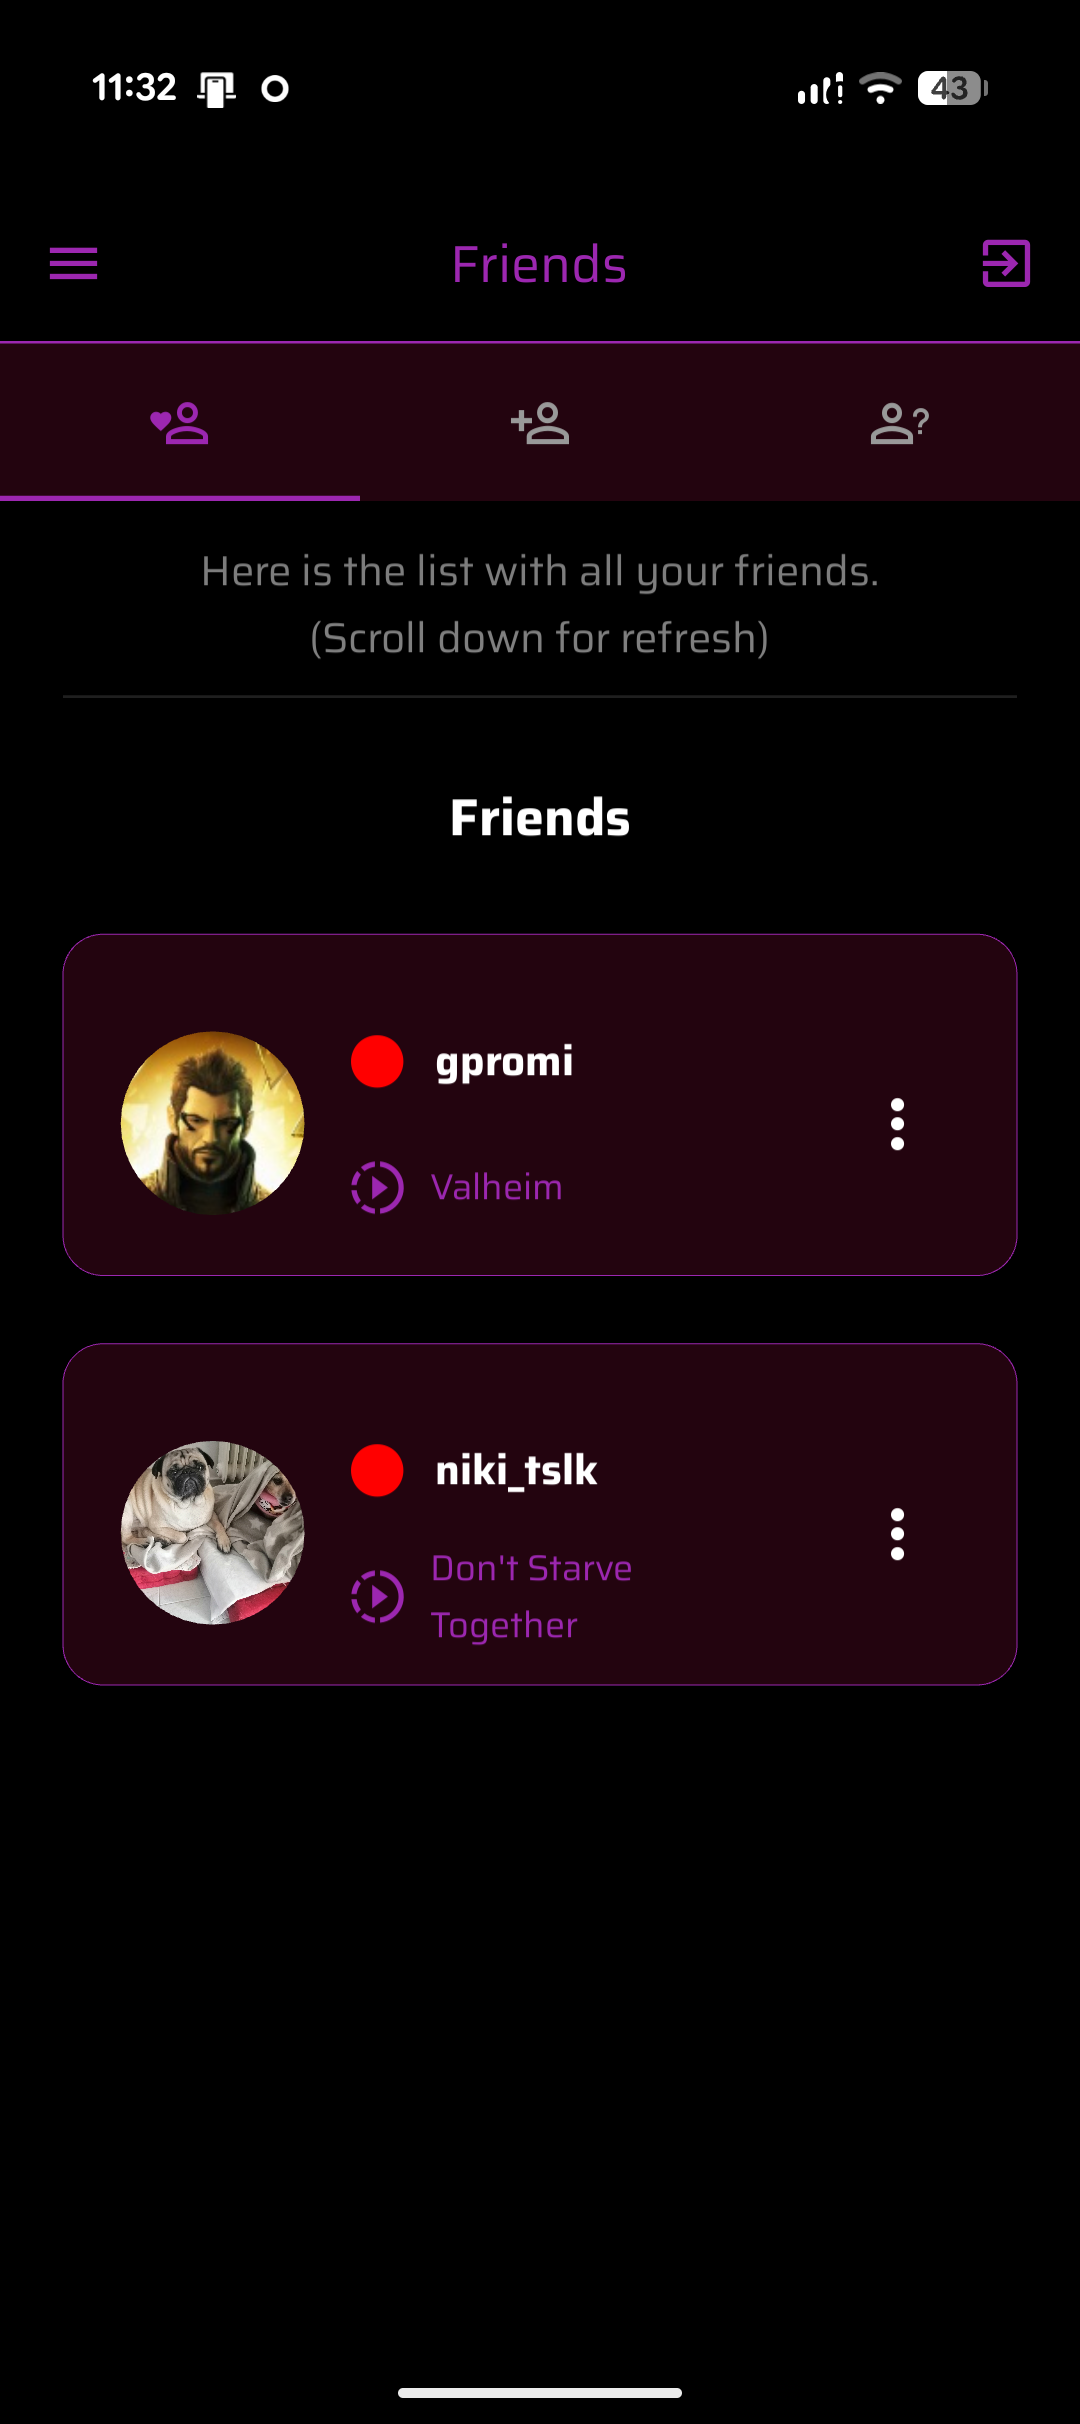 11:32
43
Friends
Here is the list with all your friends.
(Scroll down for refresh)
Friends
gpromi
Valheim
niki_tslk
Don't Starve
Together